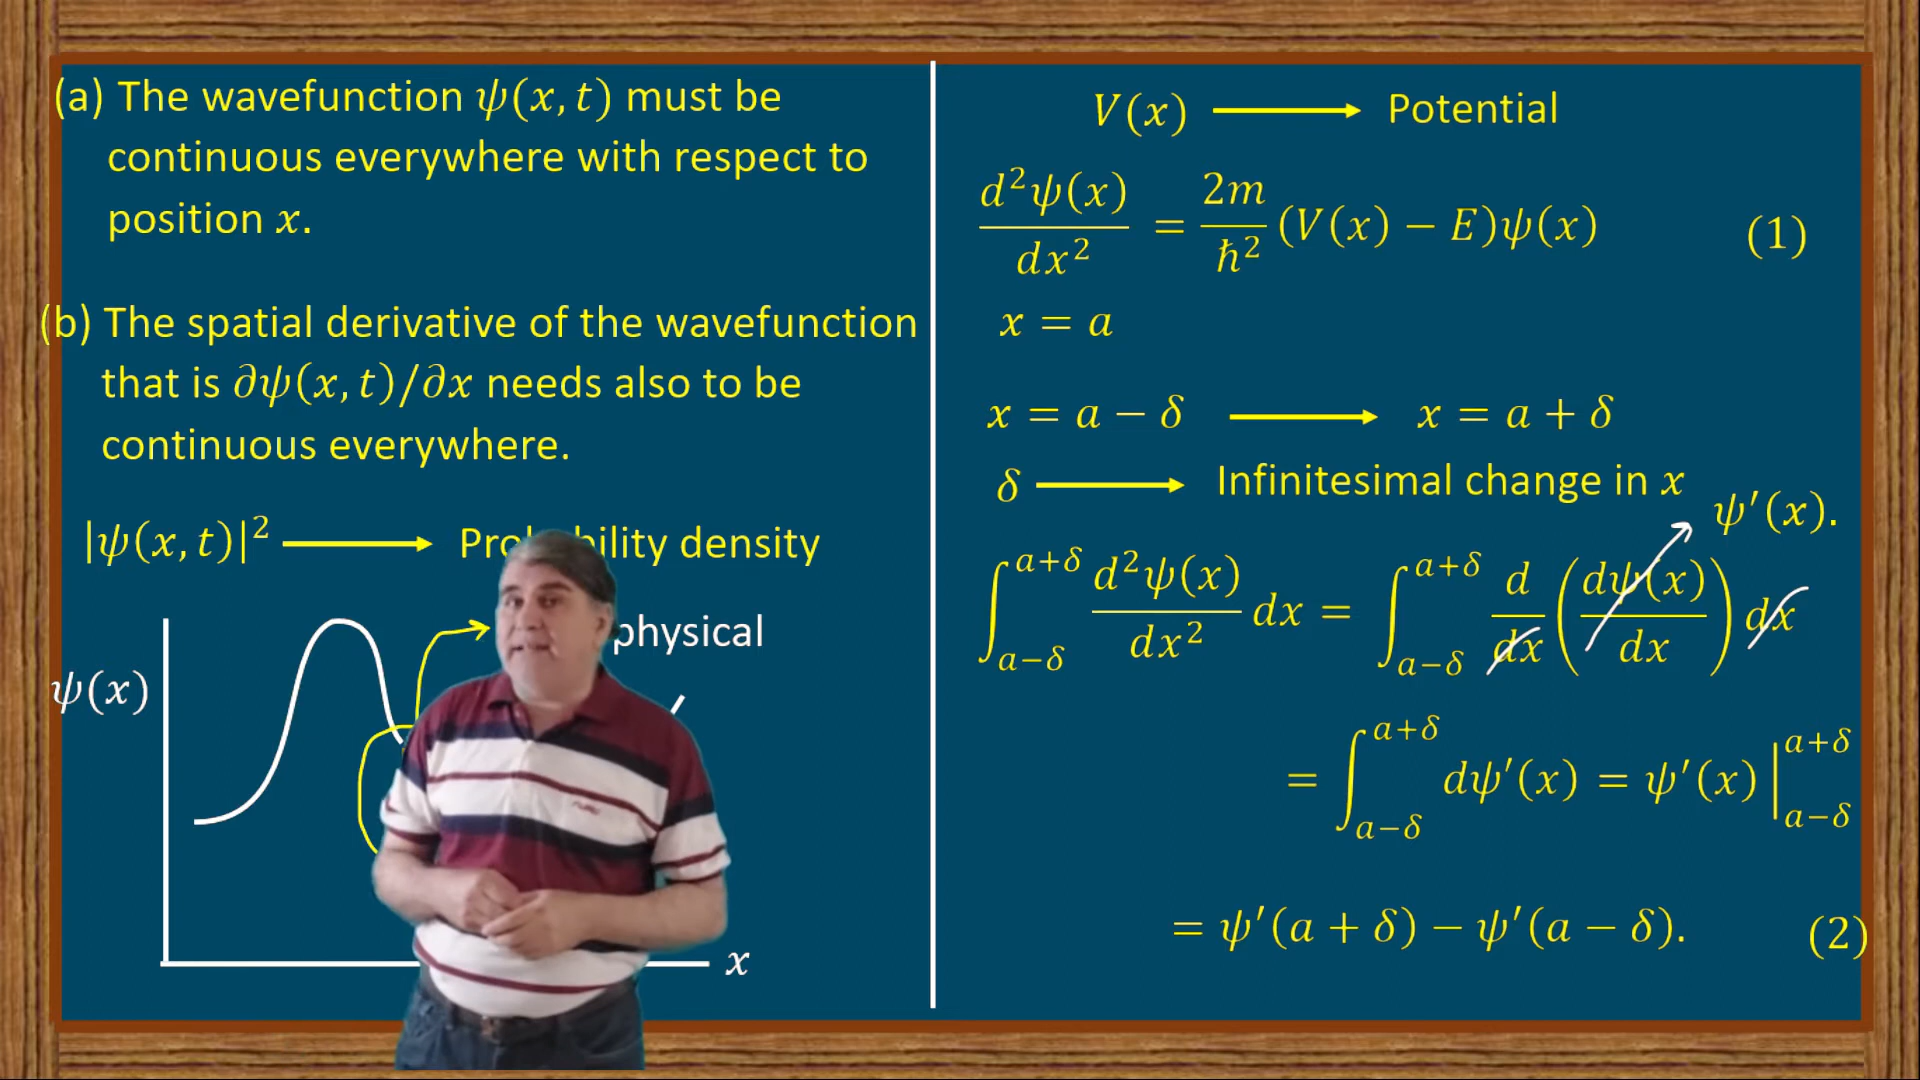 (a) The wavefunction ψ(x, t) must be
continuous everywhere with respect to
position x.
(b) The spatial derivative of the wavefunction
that is ∂ψ(x, t)/∂x needs also to be
continuous everywhere.
|ψ(x, t)|² ⟶ density
physical
ψ(x)
x
V(x) ⟶ Potential
d²ψ(x)/dx² = 2m/ħ² (V(x) − E)ψ(x) (1)
x = a
x = a − δ ⟶ x = a + δ
δ ⟶ Infinitesimal change in x
ψ′(x).
∫_{a−δ}^{a+δ} d²ψ(x)/dx² dx = ∫_{a−δ}^{a+δ} d/dx (dψ(x)/dx) dx
= ∫_{a−δ}^{a+δ} dψ′(x) = ψ′(x) |_{a−δ}^{a+δ}
= ψ′(a + δ) − ψ′(a − δ). (2)